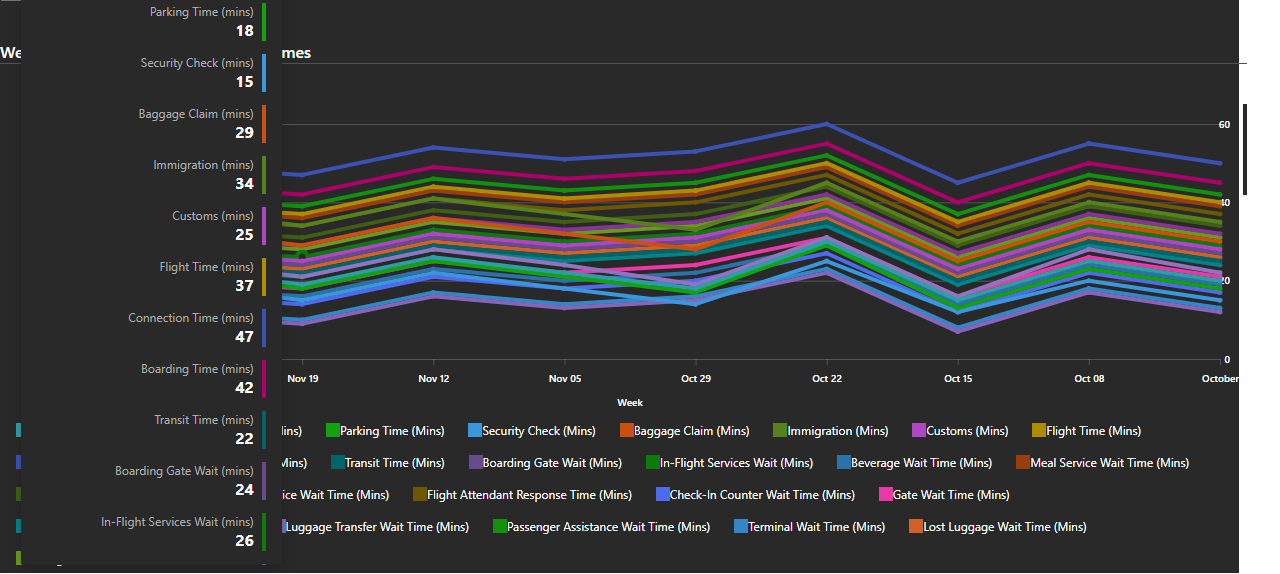 Parking Time (mins)
18
We
mes
Security Check (mins)
15
Baggage Claim (mins)
29
60
Immigration (mins)
34
40
Customs (mins)
25
Flight Time (mins)
37
20
Connection Time (mins)
47
0
Boarding Time (mins)
42
Nov 19 Nov 12 Nov 05 Oct 29 Oct 22 Oct 15 Oct 08 October
Week
Transit Time (mins)
22
ins) Parking Time (Mins) Security Check (Mins) Baggage Claim (Mins) Immigration (Mins) Customs (Mins) Flight Time (Mins)
Boarding Gate Wait (mins)
24
Mins) Transit Time (Mins) Boarding Gate Wait (Mins) In-Flight Services Wait (Mins) Beverage Wait Time (Mins) Meal Service Wait Time (Mins)
ice Wait Time (Mins) Flight Attendant Response Time (Mins) Check-In Counter Wait Time (Mins) Gate Wait Time (Mins)
In-Flight Services Wait (mins)
26
Luggage Transfer Wait Time (Mins) Passenger Assistance Wait Time (Mins) Terminal Wait Time (Mins) Lost Luggage Wait Time (Mins)